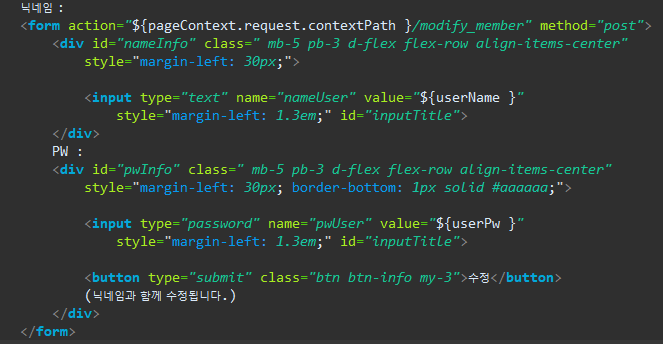 닉네임 :
<form action="${pageContext.request.contextPath }/modify_member" method="post">
<div id="nameInfo" class=" mb-5 pb-3 d-flex flex-row align-items-center"
style="margin-left: 30px;">
<input type="text" name="nameUser" value="${userName }"
style="margin-left: 1.3em;" id="inputTitle">
</div>
PW :
<div id="pwInfo" class=" mb-5 pb-3 d-flex flex-row align-items-center"
style="margin-left: 30px; border-bottom: 1px solid #aaaaaa;">
<input type="password" name="pwUser" value="${userPw }"
style="margin-left: 1.3em;" id="inputTitle">
<button type="submit" class="btn btn-info my-3">수정</button>
(닉네임과 함께 수정됩니다.)
</div>
</form>